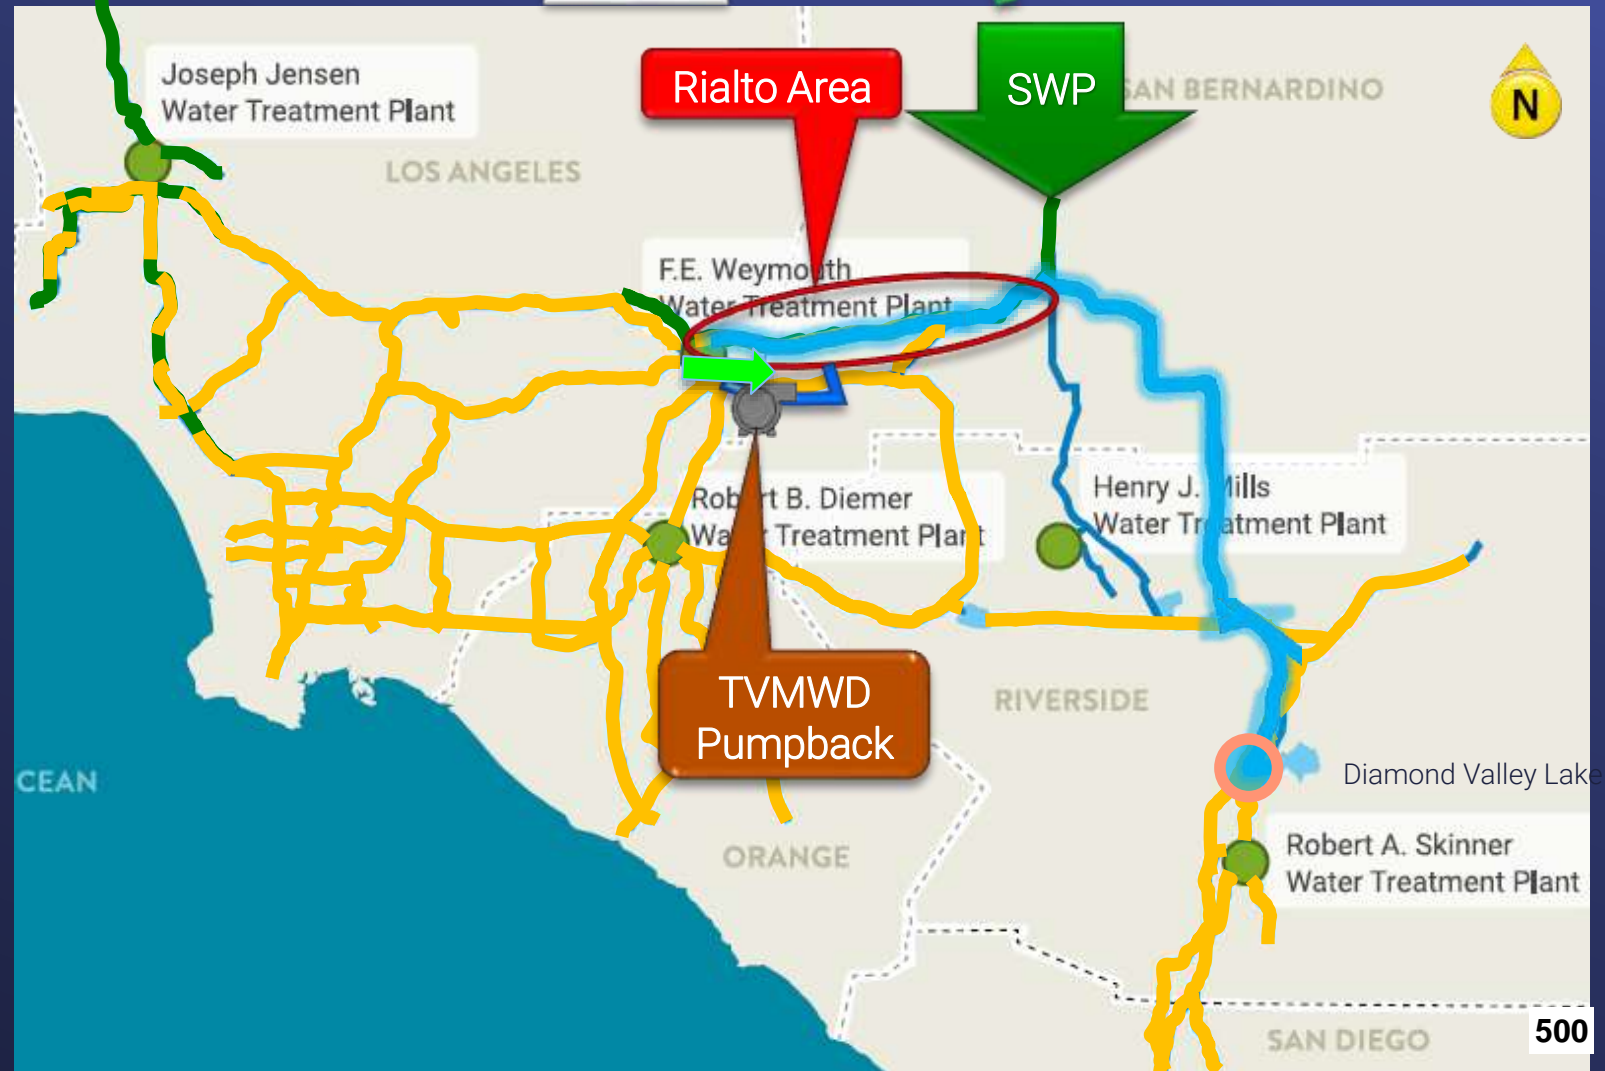 Joseph Jensen
Water Treatment Plant
Rialto Area
SWP
SAN BERNARDINO
N
LOS ANGELES
F.E. Weymouth
Water Treatment Plant
Robert B. Diemer
Water Treatment Plant
Henry J. Mills
Water Treatment Plant
TVMWD
Pumpback
RIVERSIDE
CEAN
Diamond Valley Lake
ORANGE
Robert A. Skinner
Water Treatment Plant
SAN DIEGO
500